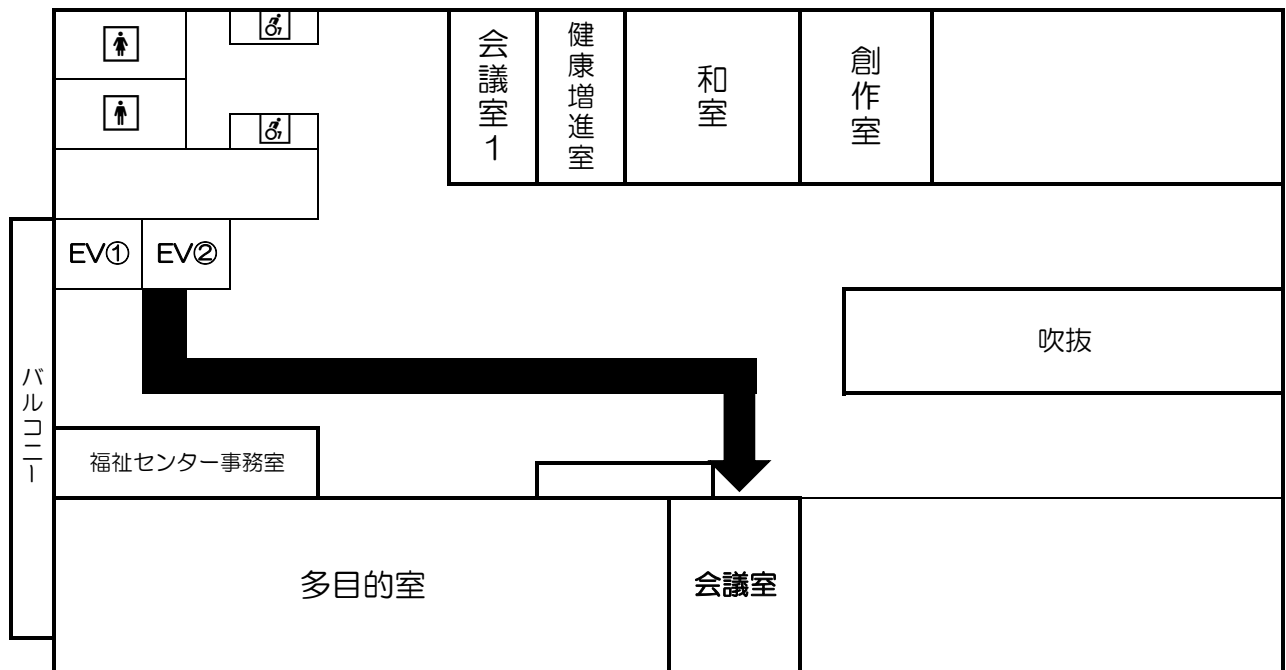 会議室1
健康増進室
和室
創作室
EV①
EV②
吹抜
バルコニー
福祉センター事務室
多目的室
会議室